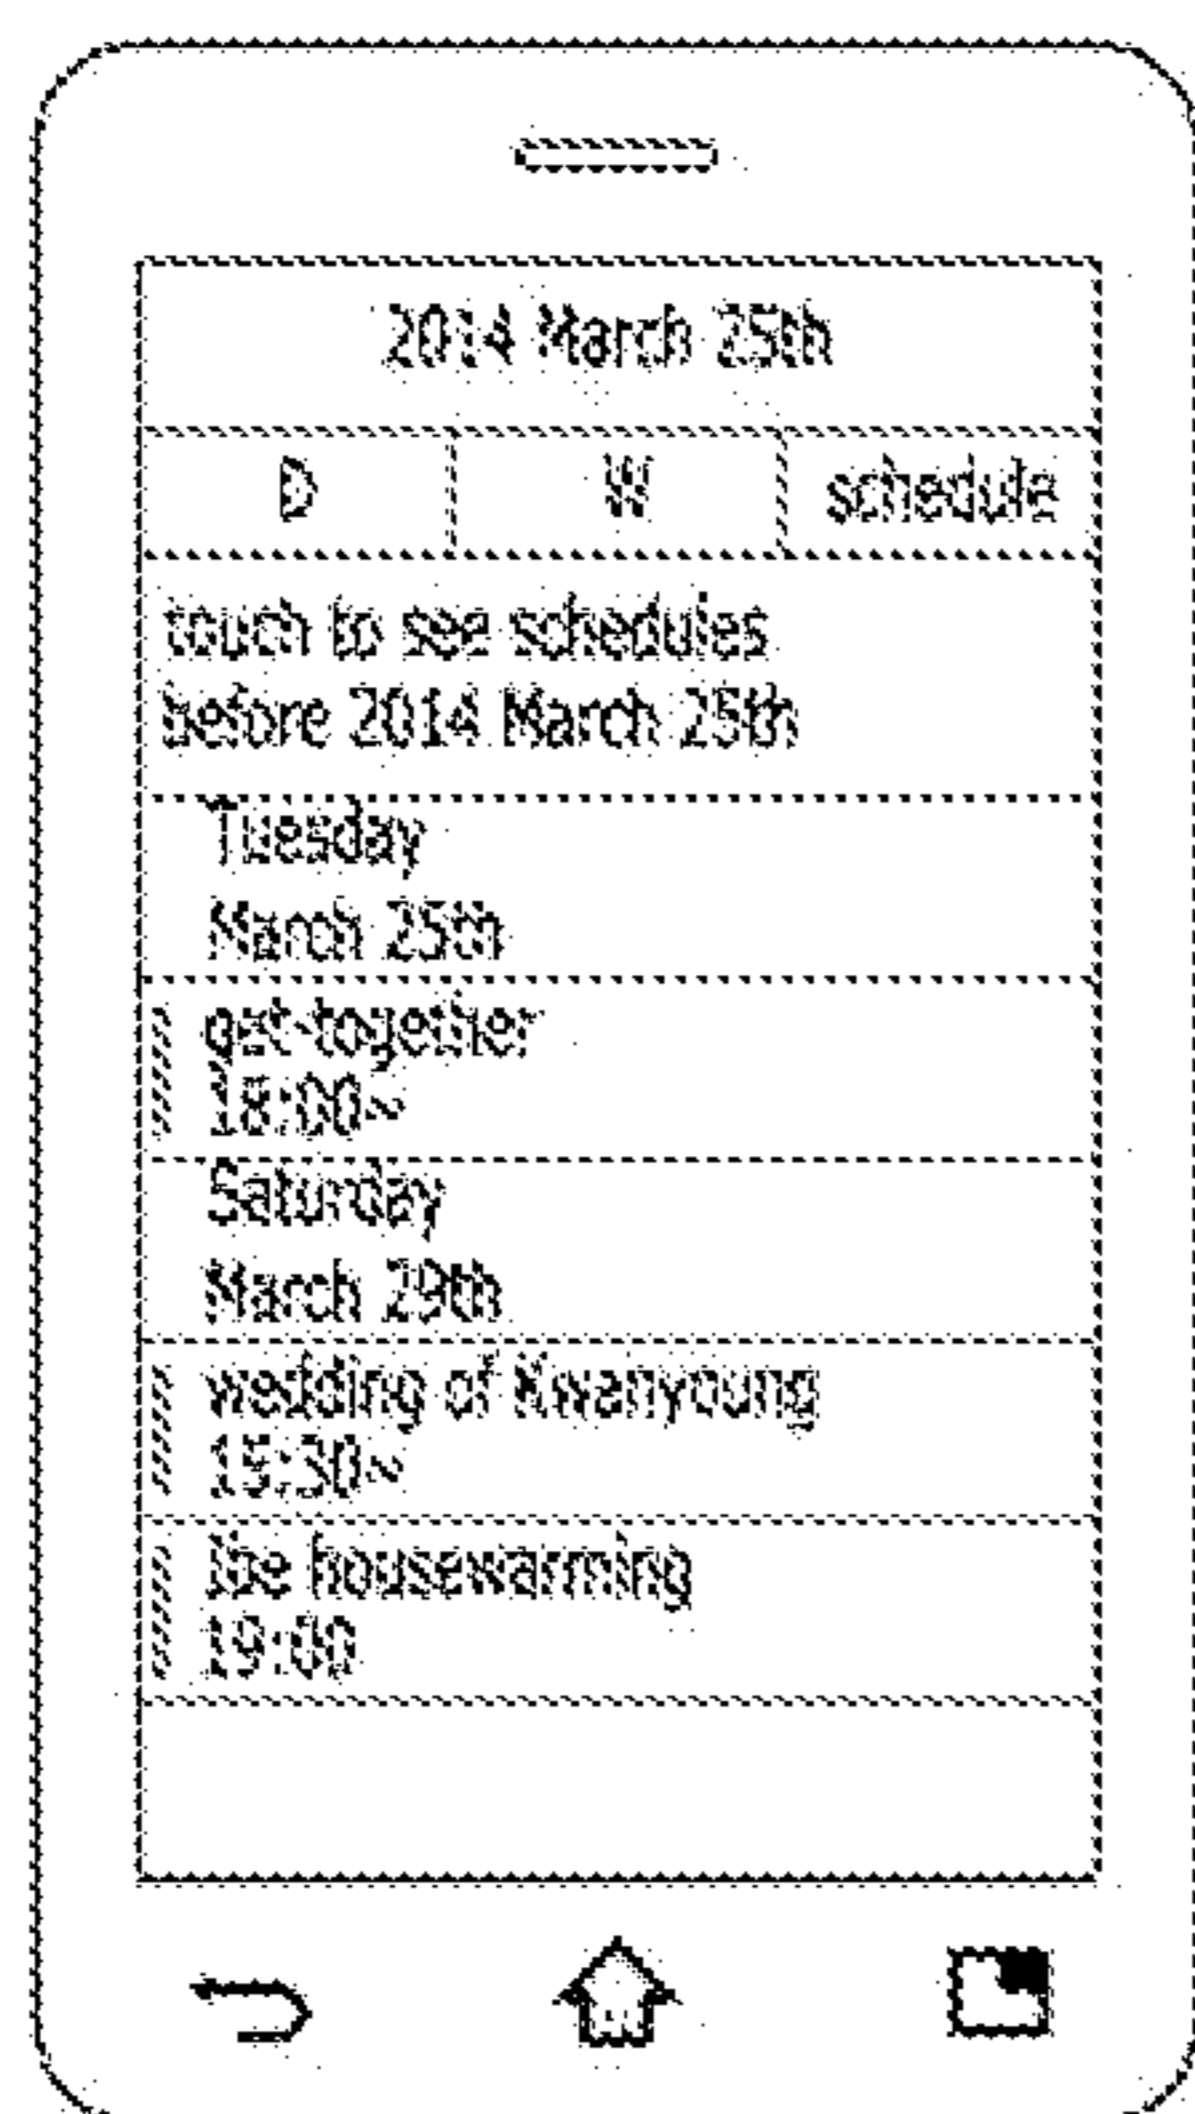 2014 March 25th
D W schedule
touch to see schedules
before 2014 March 25th
Tuesday
March 25th
get-together
18:00~
Saturday
March 29th
wedding of Kwanyoung
15:30~
the housewarming
19:00